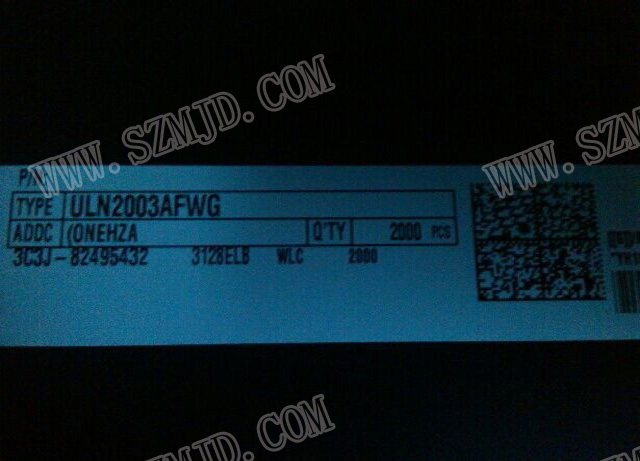 WWW.SZMJD.COM
WWW.SZM
P/N
TYPE ULN2003AFWG
ADDC (ONEHZA Q'TY 2000 PCS
3C3J-82495432 3128ELB WLC 2000
WWW.SZMJD.COM